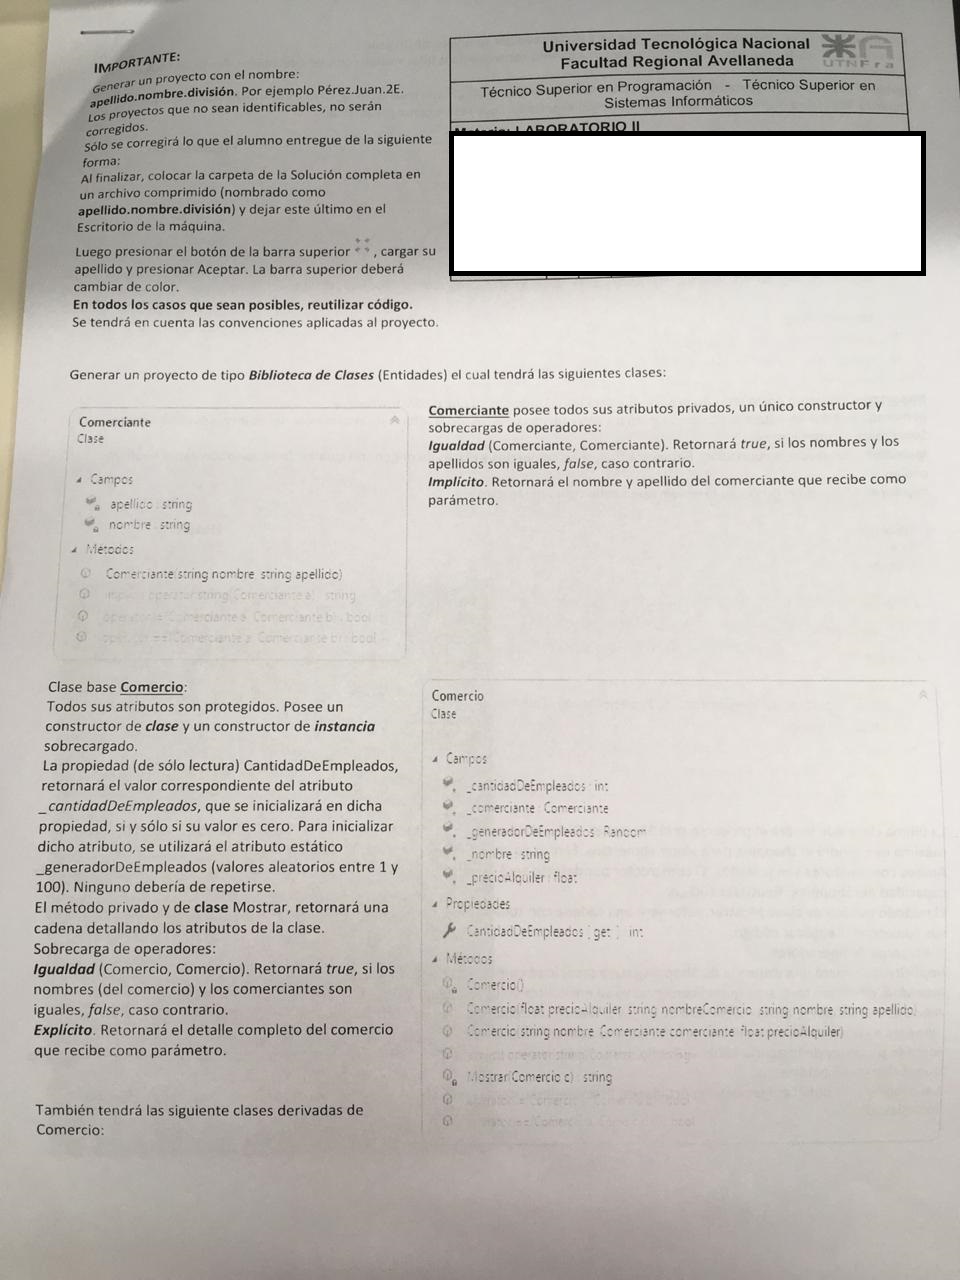 IMPORTANTE:
Generar un proyecto con el nombre:
apellido.nombre.división. Por ejemplo Pérez.Juan.2E.
Los proyectos que no sean identificables, no serán
corregidos.
Sólo se corregirá lo que el alumno entregue de la siguiente
forma:
Al finalizar, colocar la carpeta de la Solución completa en
un archivo comprimido (nombrado como
apellido.nombre.división) y dejar este último en el
Escritorio de la máquina.
Luego presionar el botón de la barra superior , cargar su
apellido y presionar Aceptar. La barra superior deberá
cambiar de color.
En todos los casos que sean posibles, reutilizar código.
Se tendrá en cuenta las convenciones aplicadas al proyecto.
Universidad Tecnológica Nacional
Facultad Regional Avellaneda
UTNFra
Técnico Superior en Programación - Técnico Superior en
Sistemas Informáticos
LABORATORIO II
Generar un proyecto de tipo Biblioteca de Clases (Entidades) el cual tendrá las siguientes clases:
Comerciante
Clase
Campos
apellido : string
nombre : string
Métodos
Comerciante(string nombre, string apellido)
operator string(Comerciante a) : string
operator !=(Comerciante a, Comerciante b) : bool
operator ==(Comerciante a, Comerciante b) : bool
Comerciante posee todos sus atributos privados, un único constructor y
sobrecargas de operadores:
Igualdad (Comerciante, Comerciante). Retornará true, si los nombres y los
apellidos son iguales, false, caso contrario.
Implícito. Retornará el nombre y apellido del comerciante que recibe como
parámetro.
Clase base Comercio:
Todos sus atributos son protegidos. Posee un
constructor de clase y un constructor de instancia
sobrecargado.
La propiedad (de sólo lectura) CantidadDeEmpleados,
retornará el valor correspondiente del atributo
_cantidadDeEmpleados, que se inicializará en dicha
propiedad, si y sólo si su valor es cero. Para inicializar
dicho atributo, se utilizará el atributo estático
_generadorDeEmpleados (valores aleatorios entre 1 y
100). Ninguno debería de repetirse.
El método privado y de clase Mostrar, retornará una
cadena detallando los atributos de la clase.
Sobrecarga de operadores:
Igualdad (Comercio, Comercio). Retornará true, si los
nombres (del comercio) y los comerciantes son
iguales, false, caso contrario.
Explícito. Retornará el detalle completo del comercio
que recibe como parámetro.
También tendrá las siguiente clases derivadas de
Comercio:
Comercio
Clase
Campos
_cantidadDeEmpleados : int
_comerciante : Comerciante
_generadorDeEmpleados : Random
_nombre : string
_precioAlquiler : float
Propiedades
CantidadDeEmpleados { get; } : int
Métodos
Comercio()
Comercio(float precioAlquiler, string nombreComercio, string nombre, string apellido)
Comercio(string nombre, Comerciante comerciante, float precioAlquiler)
operator string(Comercio
Mostrar(Comercio c) : string